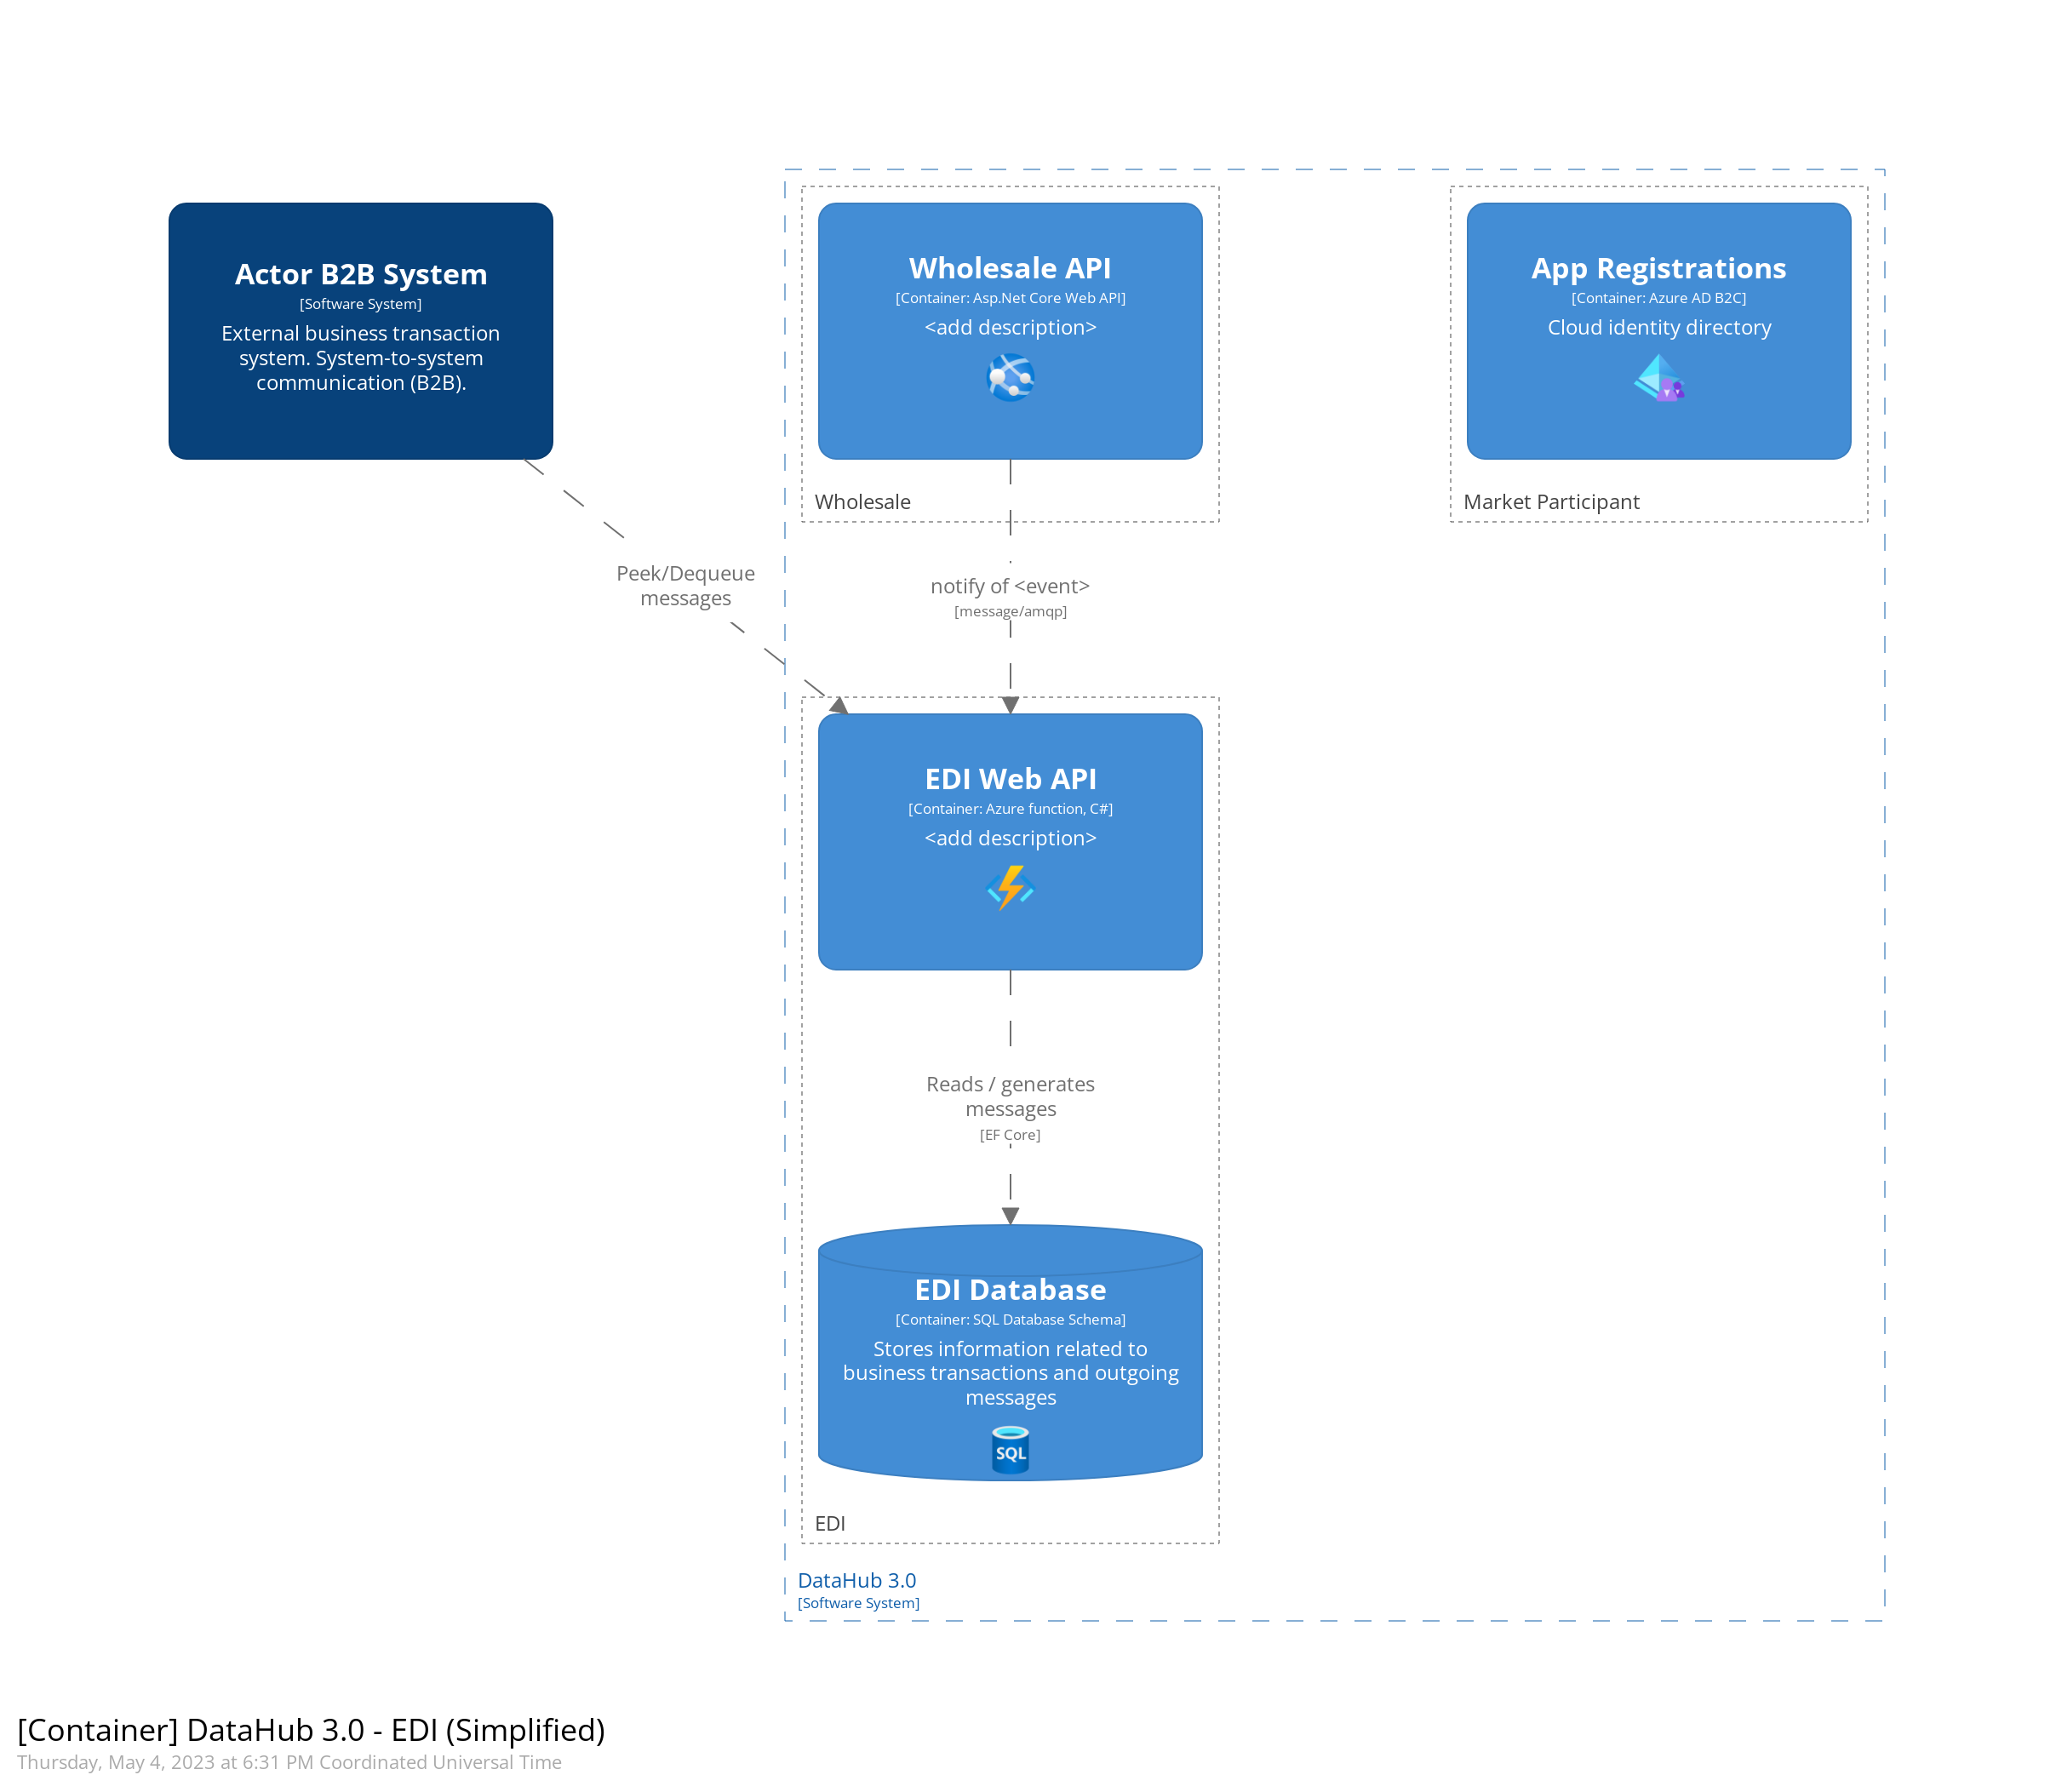 Actor B2B System
[Software System]
External business transaction
system. System-to-system
communication (B2B).
Wholesale API
[Container: Asp.Net Core Web API]
<add description>
Wholesale
App Registrations
[Container: Azure AD B2C]
Cloud identity directory
Market Participant
Peek/Dequeue
messages
notify of <event>
[message/amqp]
EDI Web API
[Container: Azure function, C#]
<add description>
Reads / generates
messages
[EF Core]
EDI Database
[Container: SQL Database Schema]
Stores information related to
business transactions and outgoing
messages
SQL
EDI
DataHub 3.0
[Software System]
[Container] DataHub 3.0 - EDI (Simplified)
Thursday, May 4, 2023 at 6:31 PM Coordinated Universal Time